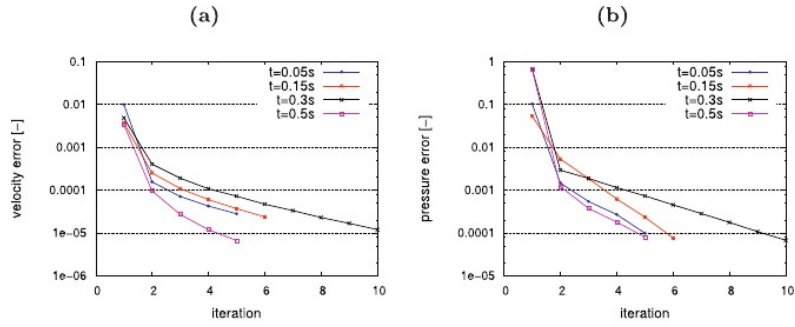 (a)
velocity error [-]
0.1
0.01
0.001
0.0001
1e-05
1e-06
t=0.05s
t=0.15s
t=0.3s
t=0.5s
0 2 4 6 8 10
iteration
(b)
pressure error [-]
1
0.1
0.01
0.001
0.0001
1e-05
t=0.05s
t=0.15s
t=0.3s
t=0.5s
0 2 4 6 8 10
iteration